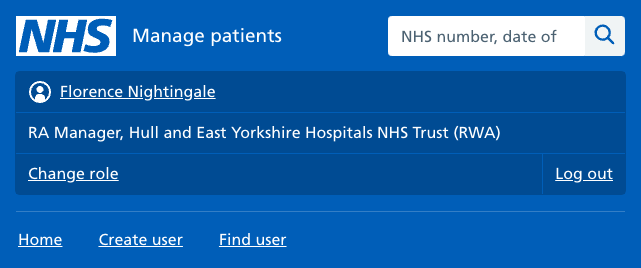 NHS Manage patients NHS number, date of
Florence Nightingale
RA Manager, Hull and East Yorkshire Hospitals NHS Trust (RWA)
Change role Log out
Home Create user Find user